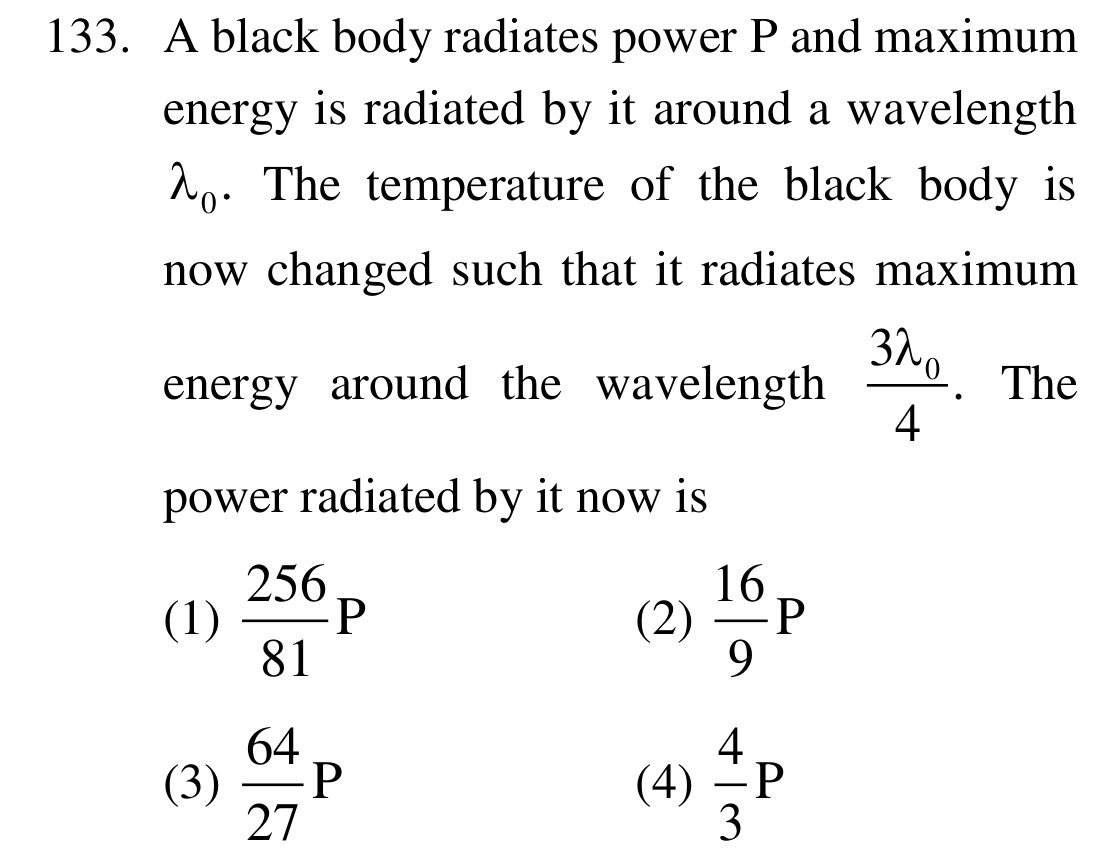 133. A black body radiates power P and maximum
energy is radiated by it around a wavelength
λ₀. The temperature of the black body is
now changed such that it radiates maximum
energy around the wavelength 3λ₀/4. The
power radiated by it now is
(1) 256/81 P (2) 16/9 P
(3) 64/27 P (4) 4/3 P